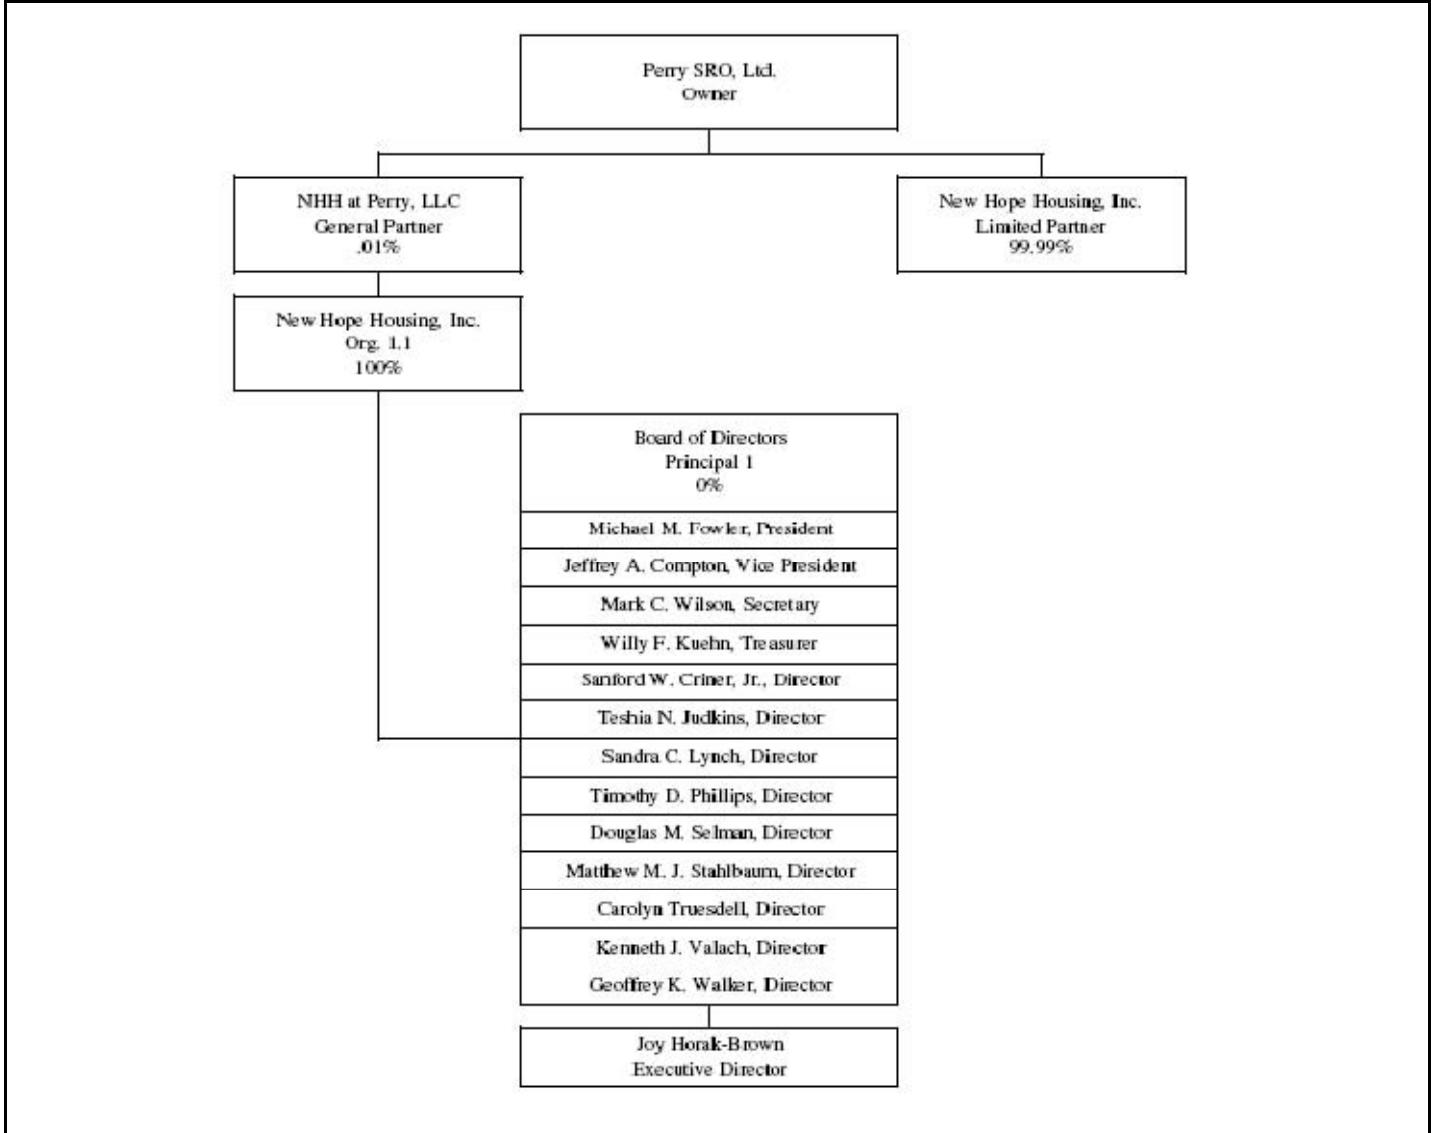 Perry SRO, Ltd.
Owner
NHH at Perry, LLC
General Partner
.01%
New Hope Housing, Inc.
Limited Partner
99.99%
New Hope Housing, Inc.
Org. 1.1
100%
Board of Directors
Principal 1
0%
Michael M. Fowler, President
Jeffrey A. Compton, Vice President
Mark C. Wilson, Secretary
Willy F. Kuehn, Treasurer
Sanford W. Criner, Jr., Director
Teshia N. Judkins, Director
Sandra C. Lynch, Director
Timothy D. Phillips, Director
Douglas M. Selman, Director
Matthew M. J. Stahlbaum, Director
Carolyn Truesdell, Director
Kenneth J. Valach, Director
Geoffrey K. Walker, Director
Joy Horak-Brown
Executive Director